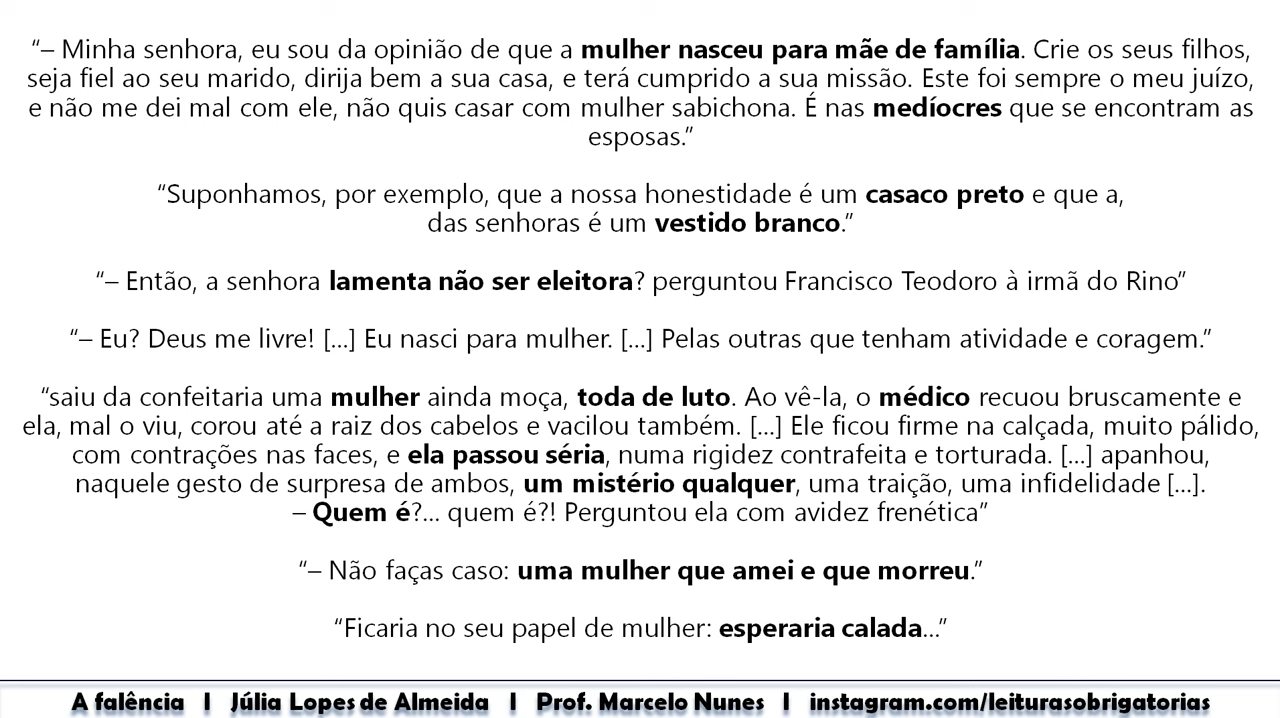 “– Minha senhora, eu sou da opinião de que a mulher nasceu para mãe de família. Crie os seus filhos,
seja fiel ao seu marido, dirija bem a sua casa, e terá cumprido a sua missão. Este foi sempre o meu juízo,
e não me dei mal com ele, não quis casar com mulher sabichona. É nas medíocres que se encontram as
esposas.”
“Suponhamos, por exemplo, que a nossa honestidade é um casaco preto e que a,
das senhoras é um vestido branco.”
“– Então, a senhora lamenta não ser eleitora? perguntou Francisco Teodoro à irmã do Rino”
“– Eu? Deus me livre! [...] Eu nasci para mulher. [...] Pelas outras que tenham atividade e coragem.”
“saiu da confeitaria uma mulher ainda moça, toda de luto. Ao vê-la, o médico recuou bruscamente e
ela, mal o viu, corou até a raiz dos cabelos e vacilou também. [...] Ele ficou firme na calçada, muito pálido,
com contrações nas faces, e ela passou séria, numa rigidez contrafeita e torturada. [...] apanhou,
naquele gesto de surpresa de ambos, um mistério qualquer, uma traição, uma infidelidade [...].
– Quem é?... quem é?! Perguntou ela com avidez frenética”
“– Não faças caso: uma mulher que amei e que morreu.”
“Ficaria no seu papel de mulher: esperaria calada...”
A falência I Júlia Lopes de Almeida I Prof. Marcelo Nunes I instagram.com/leiturasobrigatorias